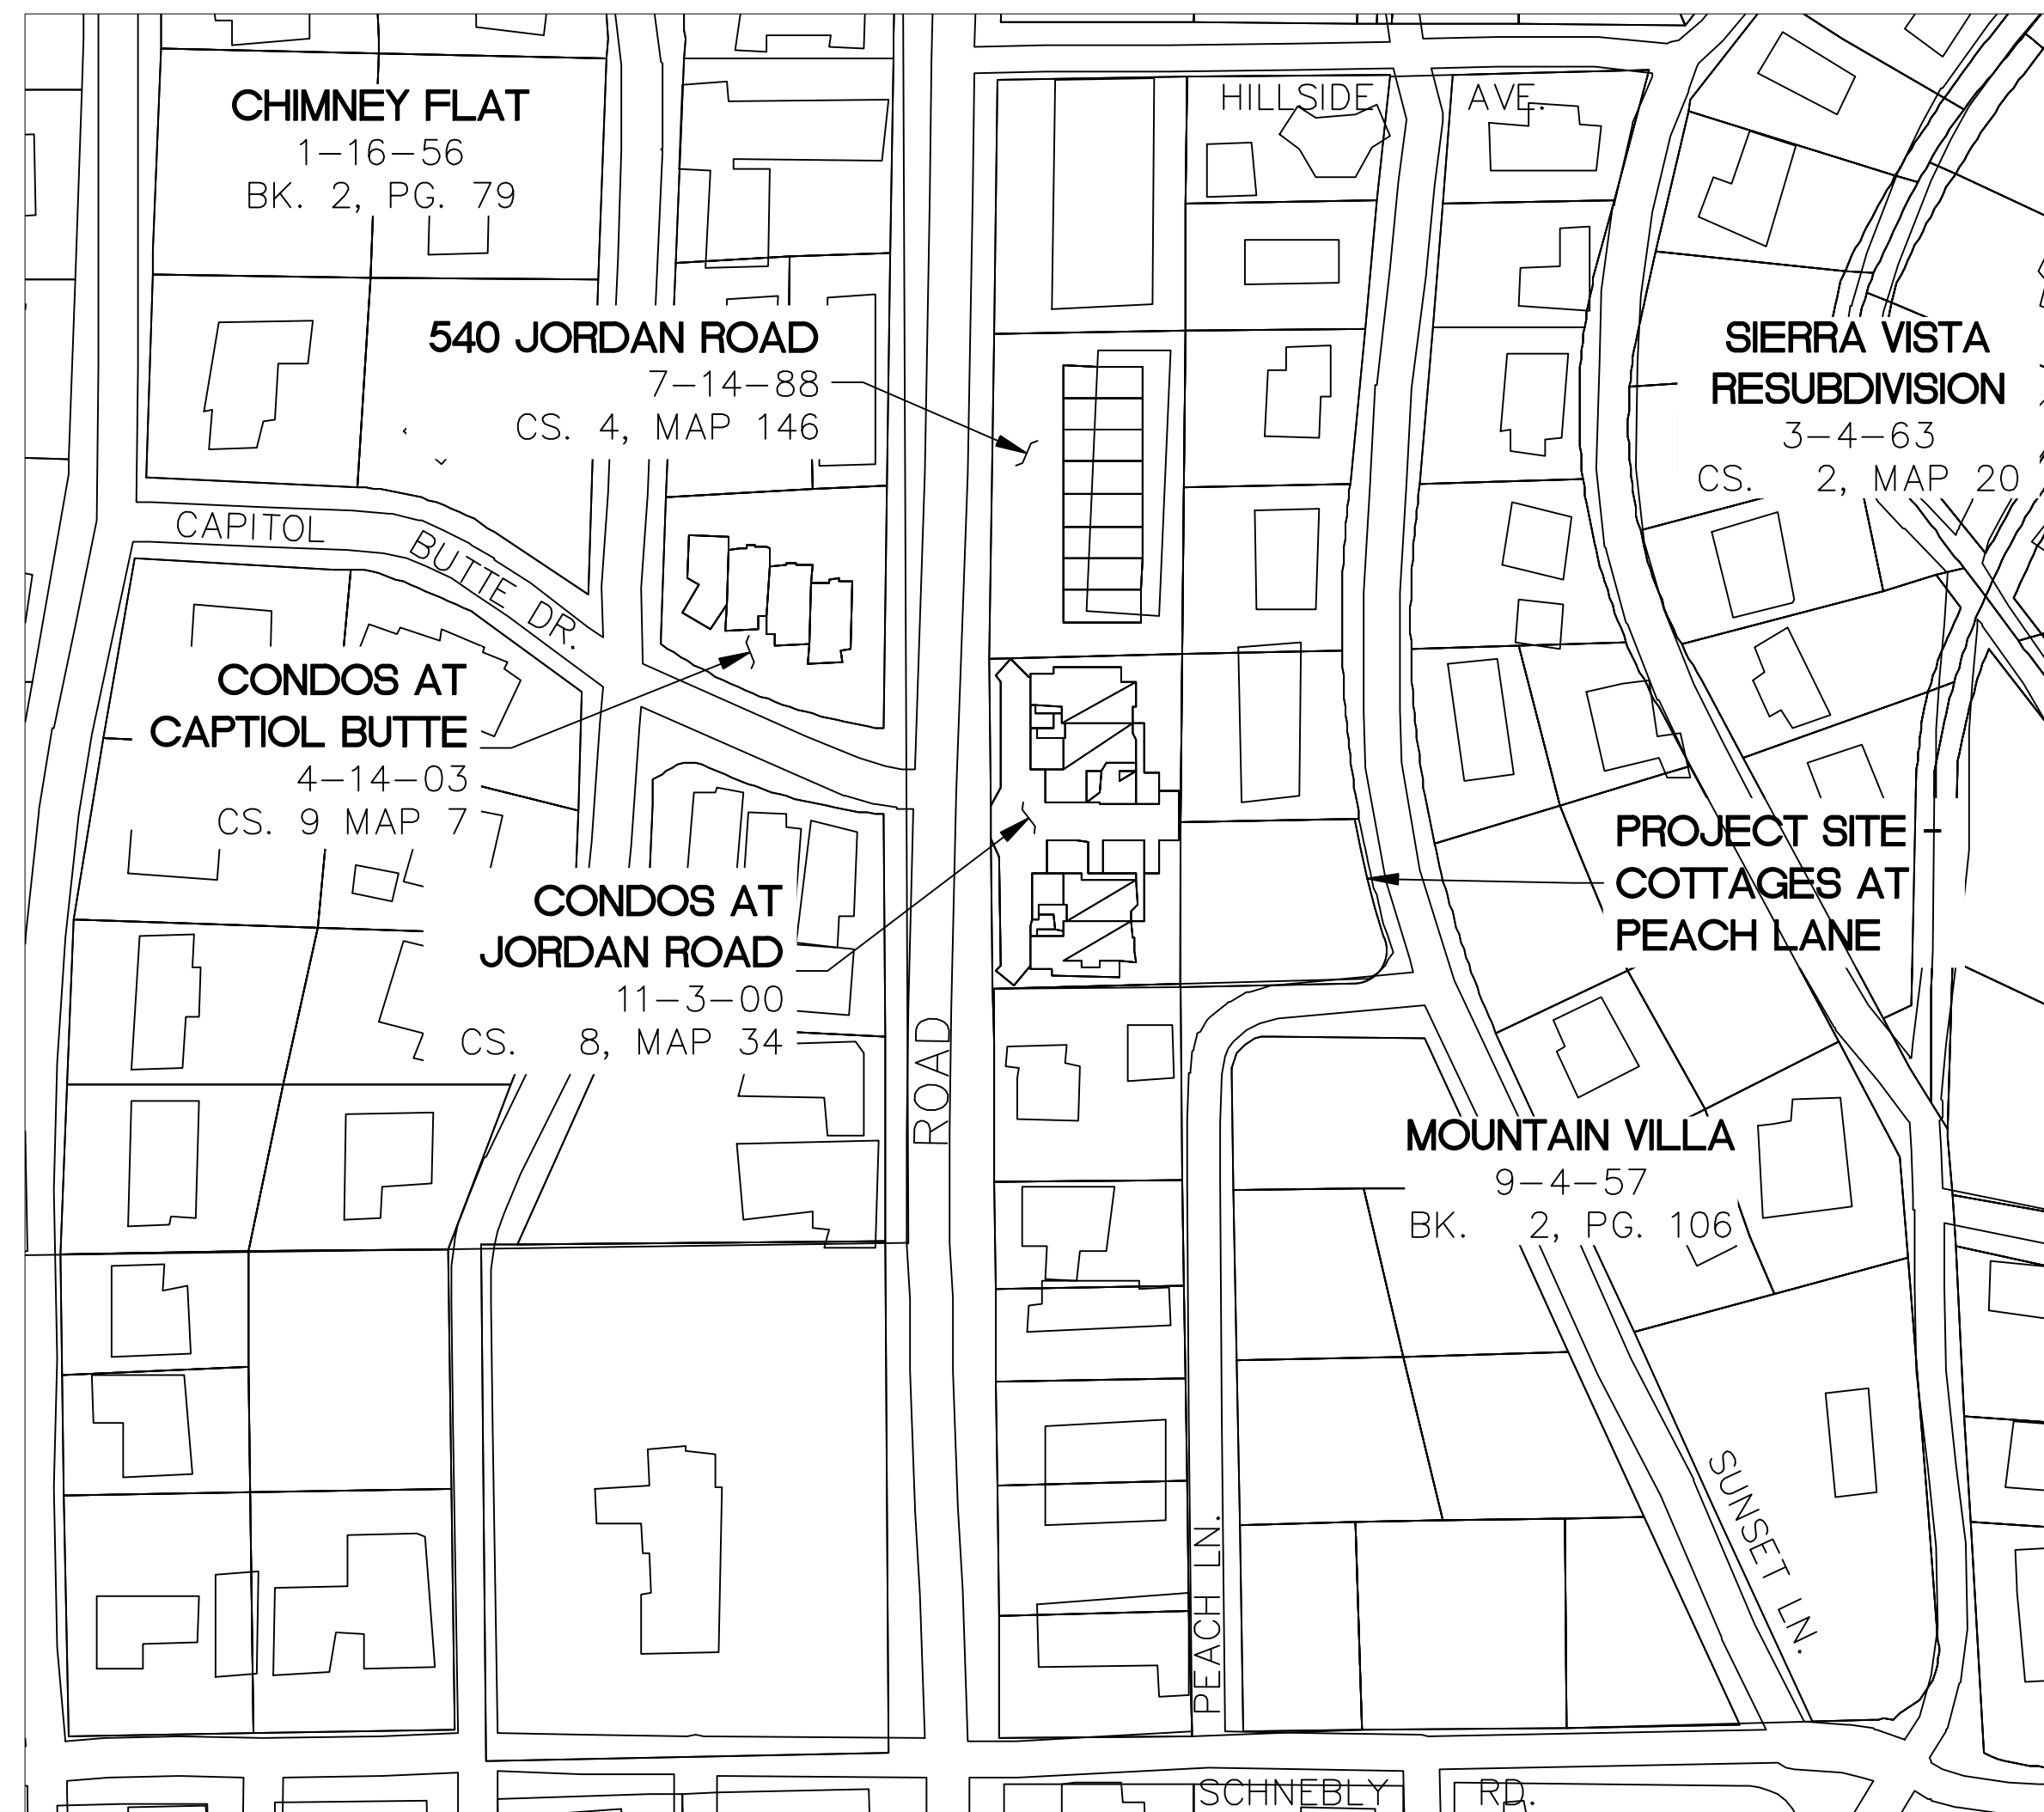 HILLSIDE AVE.
CHIMNEY FLAT
1-16-56
BK. 2, PG. 79
540 JORDAN ROAD
7-14-88
CS. 4, MAP 146
SIERRA VISTA
RESUBDIVISION
3-4-63
CS. 2, MAP 20
CAPITOL BUTTE DR.
CONDOS AT
CAPTIOL BUTTE
4-14-03
CS. 9 MAP 7
PROJECT SITE -
COTTAGES AT
PEACH LANE
CONDOS AT
JORDAN ROAD
11-3-00
CS. 8, MAP 34
ROAD
MOUNTAIN VILLA
9-4-57
BK. 2, PG. 106
PEACH LN.
SUNSET LN.
SCHNEBLY RD.